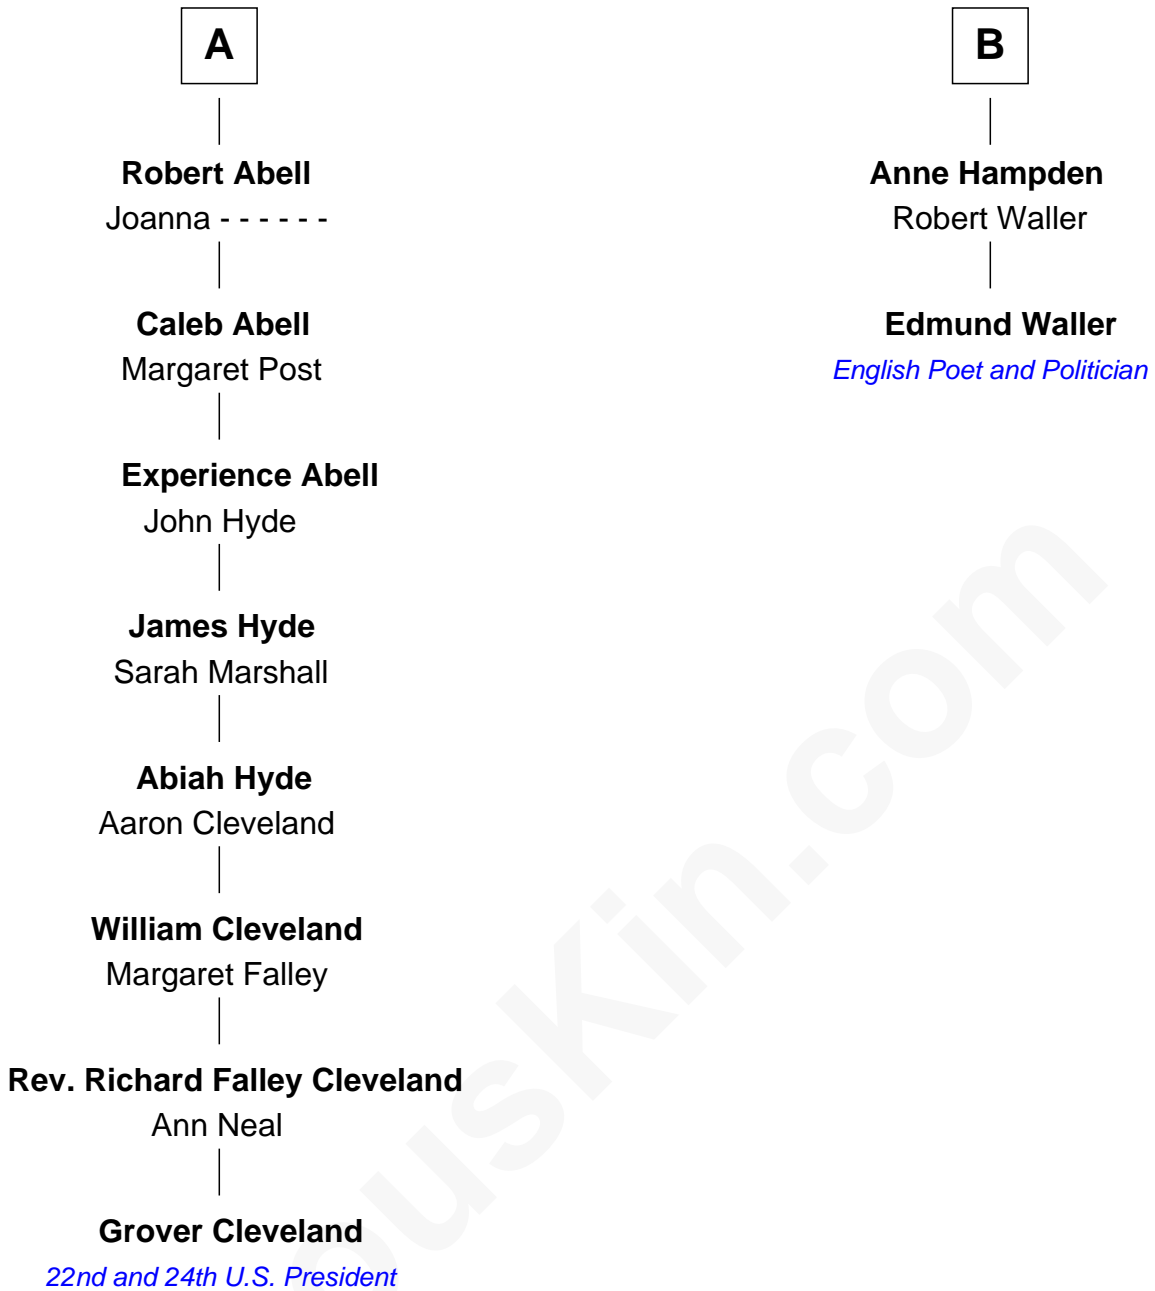 A
Robert Abell
Joanna - - - - - -
Caleb Abell
Margaret Post
Experience Abell
John Hyde
James Hyde
Sarah Marshall
Abiah Hyde
Aaron Cleveland
William Cleveland
Margaret Falley
Rev. Richard Falley Cleveland
Ann Neal
Grover Cleveland
22nd and 24th U.S. President
B
Anne Hampden
Robert Waller
Edmund Waller
English Poet and Politician
ousKin.com